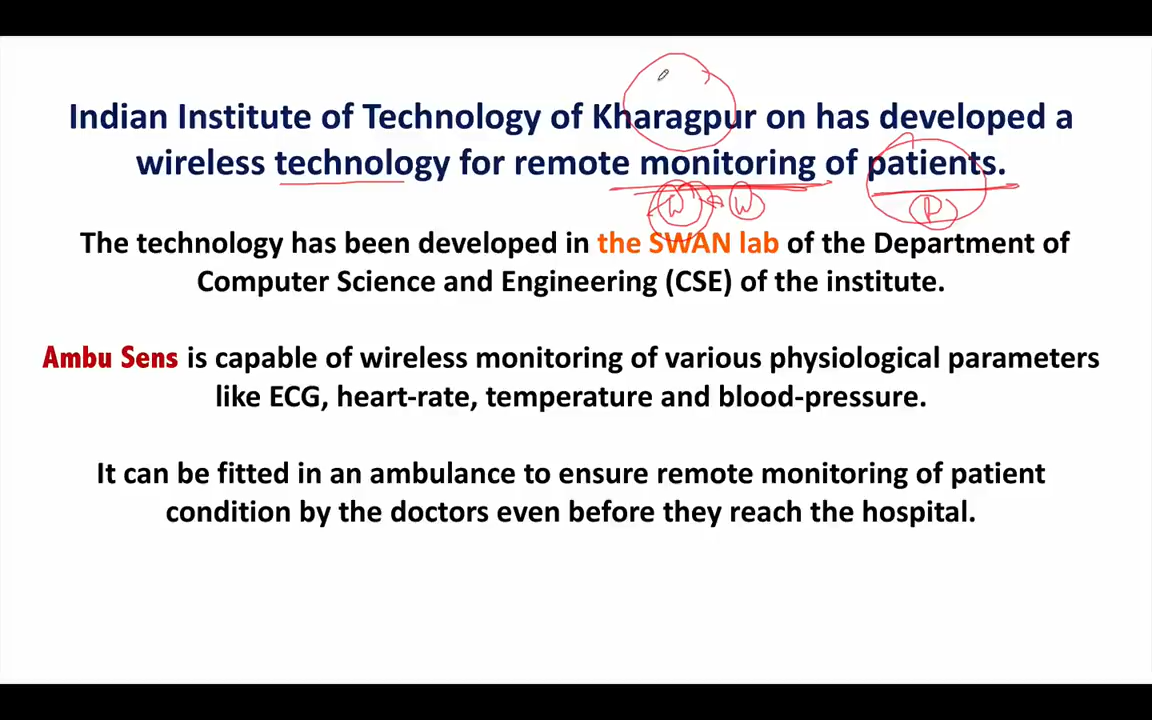 Indian Institute of Technology of Kharagpur on has developed a
wireless technology for remote monitoring of patients.
W W P
The technology has been developed in the SWAN lab of the Department of
Computer Science and Engineering (CSE) of the institute.
Ambu Sens is capable of wireless monitoring of various physiological parameters
like ECG, heart-rate, temperature and blood-pressure.
It can be fitted in an ambulance to ensure remote monitoring of patient
condition by the doctors even before they reach the hospital.